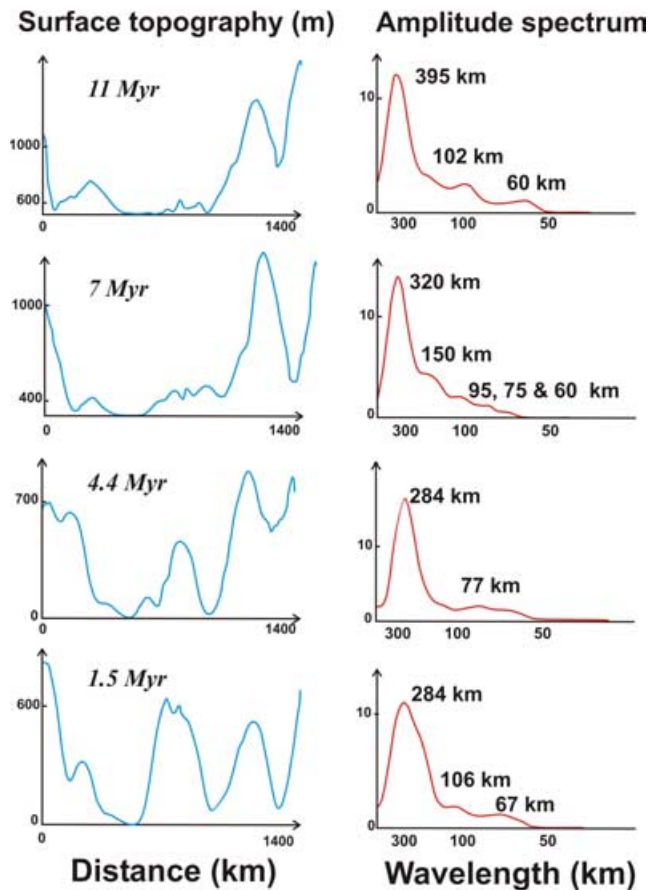 Surface topography (m)
Amplitude spectrum
11 Myr
1000
600
0
1400
395 km
102 km
60 km
10
0
300
100
50
7 Myr
1000
400
0
1400
320 km
150 km
95, 75 & 60 km
10
0
300
100
50
4.4 Myr
700
0
0
1400
284 km
77 km
10
0
300
100
50
1.5 Myr
600
0
0
1400
284 km
106 km
67 km
10
0
300
100
50
Distance (km)
Wavelength (km)